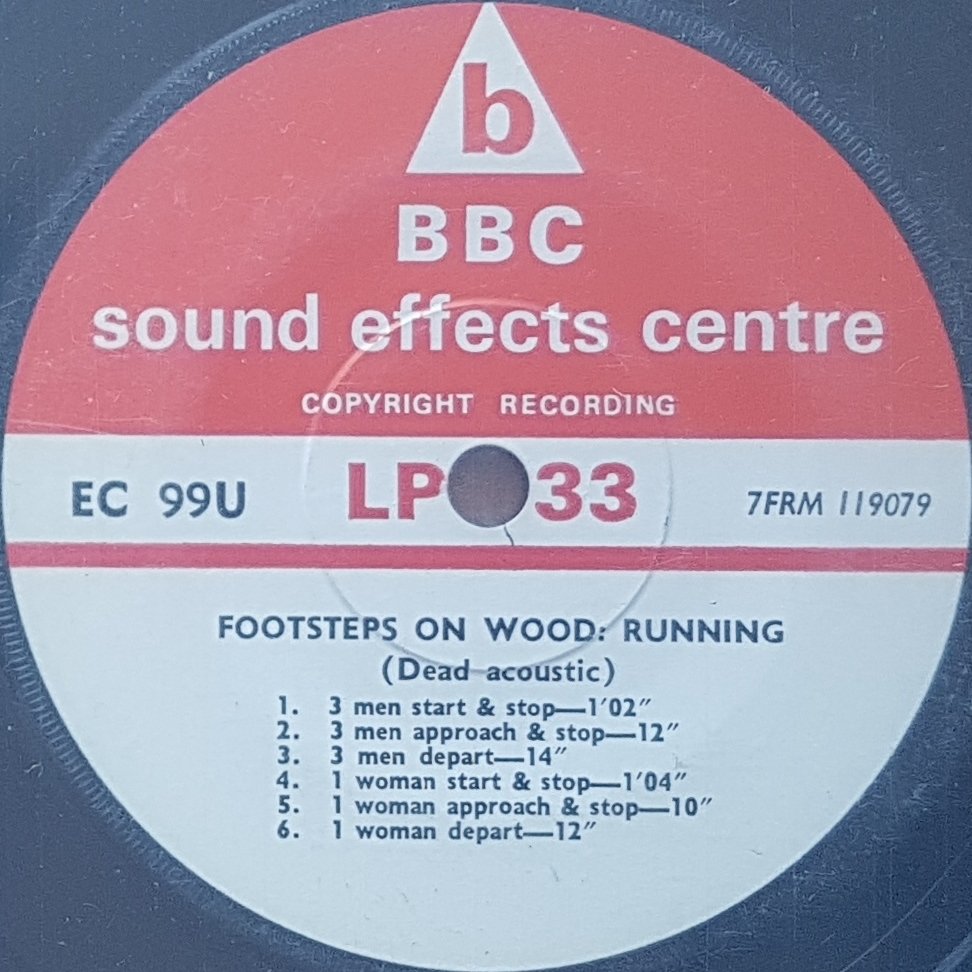 b
BBC
sound effects centre
COPYRIGHT RECORDING
EC 99U LP 33 7FRM 119079
FOOTSTEPS ON WOOD: RUNNING
(Dead acoustic)
1. 3 men start & stop—1′02″
2. 3 men approach & stop—12″
3. 3 men depart—14″
4. 1 woman start & stop—1′04″
5. 1 woman approach & stop—10″
6. 1 woman depart—12″